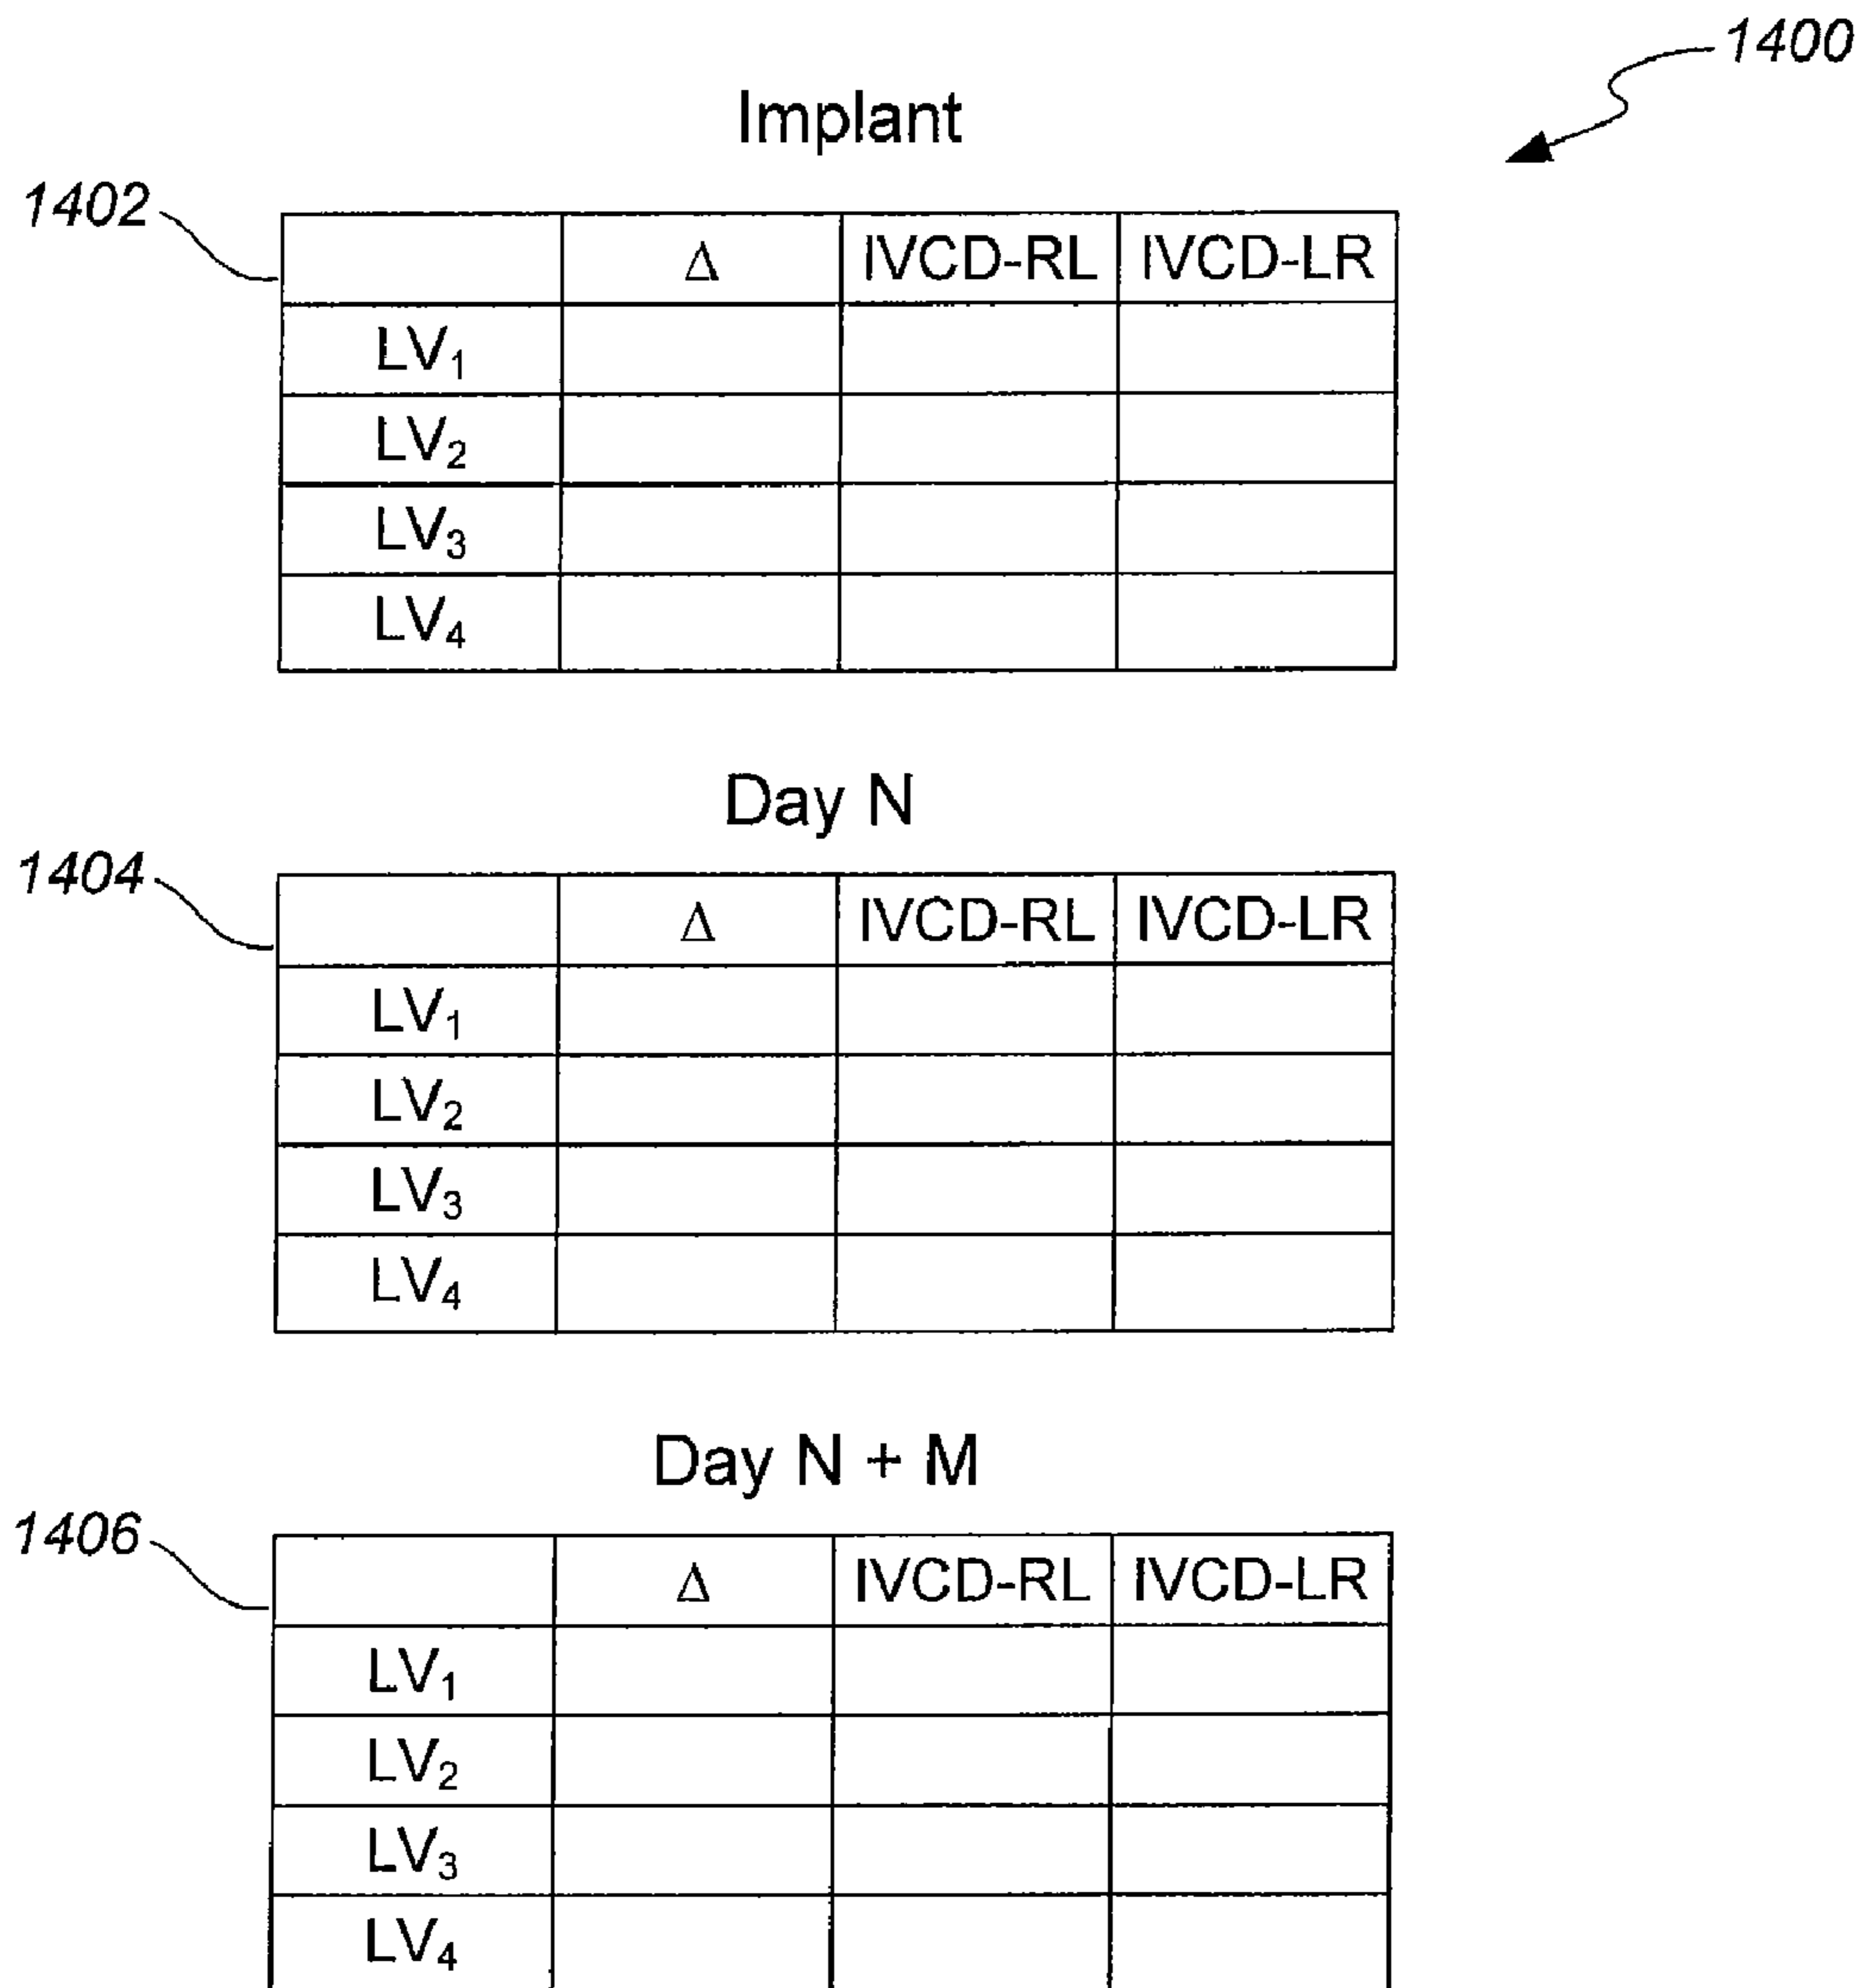 1400
Implant
1402
Δ IVCD-RL IVCD-LR
LV₁
LV₂
LV₃
LV₄
Day N
1404
Δ IVCD-RL IVCD-LR
LV₁
LV₂
LV₃
LV₄
Day N + M
1406
Δ IVCD-RL IVCD-LR
LV₁
LV₂
LV₃
LV₄